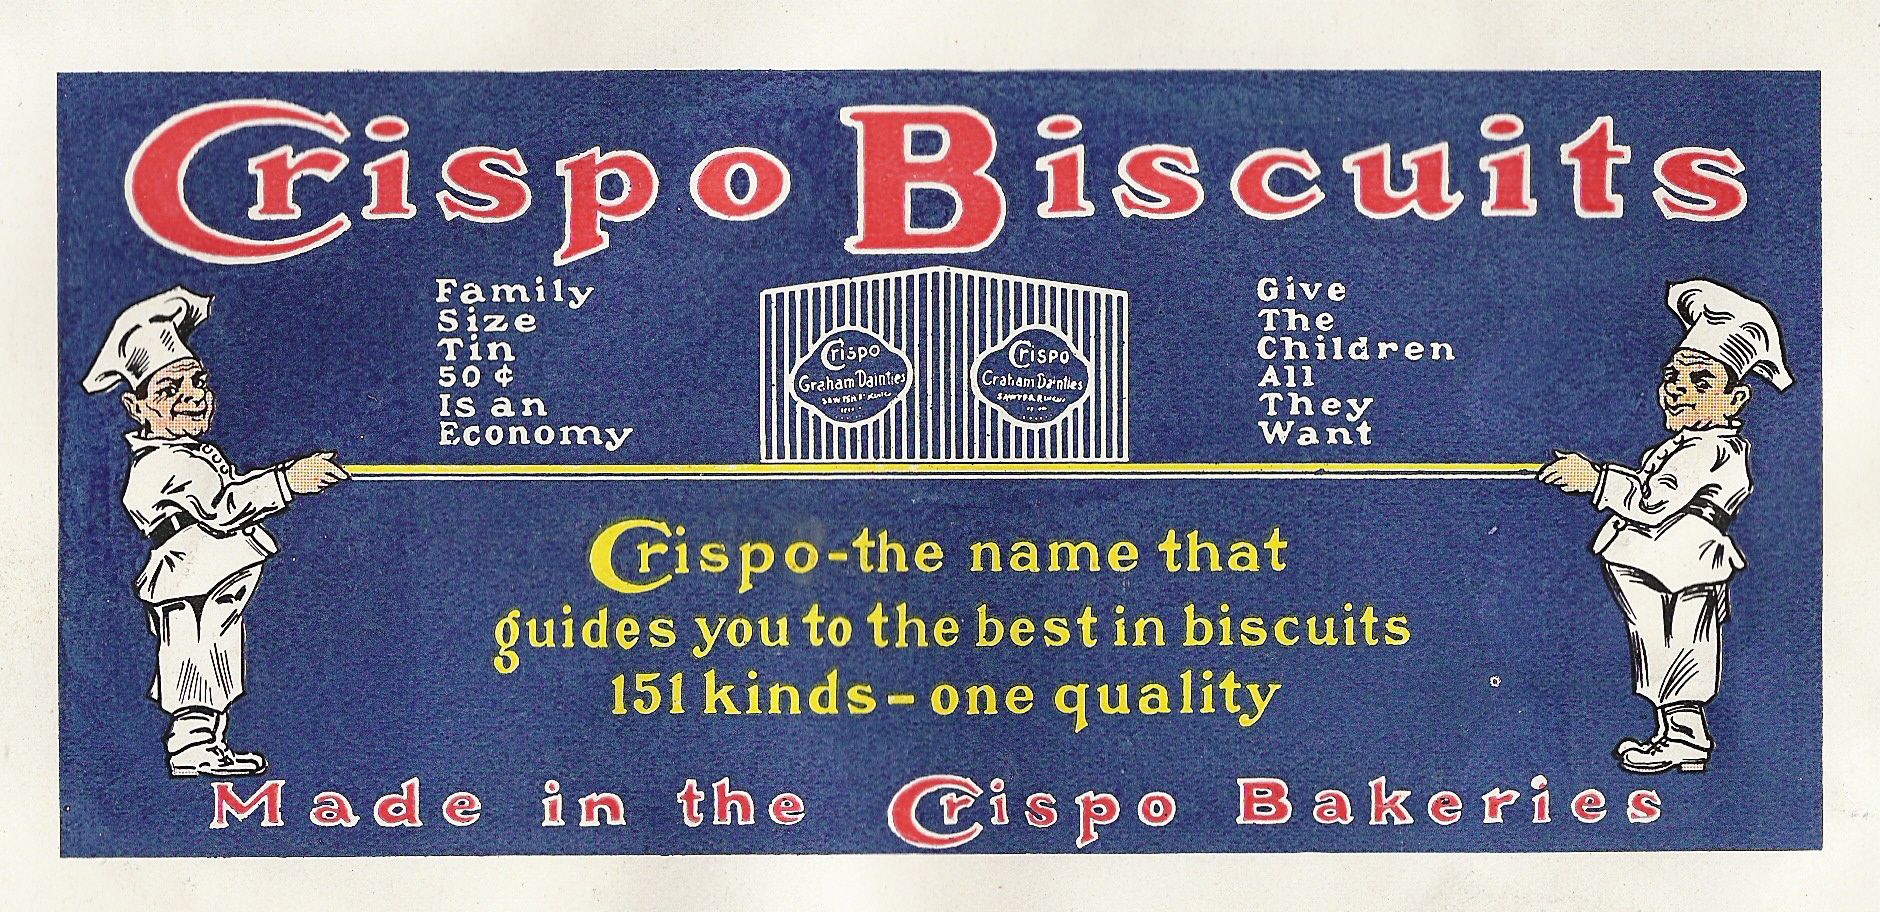 Crispo Biscuits
Family
Size
Tin
50¢
Is an
Economy
Crispo
Graham Dainties
Crispo
Graham Dainties
Give
The
Children
All
They
Want
Crispo-the name that
guides you to the best in biscuits
151 kinds - one quality
Made in the Crispo Bakeries